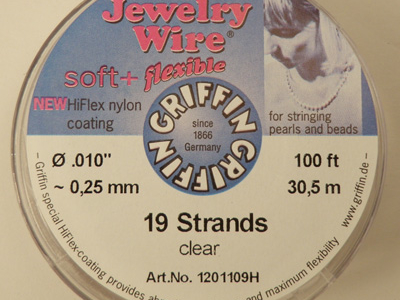 Jewelry
Wire®
soft+ flexible
NEW HiFlex nylon
coating
GRIFFIN GRIFFIN
since
1866
Germany
for stringing
pearls and beads
Ø .010"
~ 0,25 mm
100 ft
30,5 m
19 Strands
clear
Art.No. 1201109H
– Griffin special HiFlex-coating provides and maximum flexibility www.griffin.de –